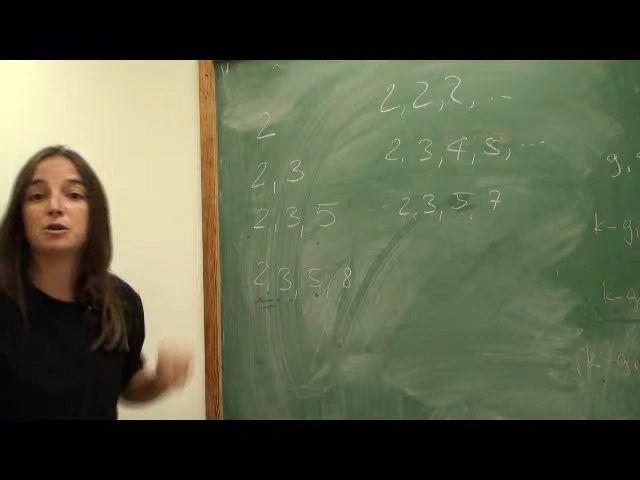 2
2, 3
2, 3, 5
2, 3, 5, 8
2, 2, 2, ...
2, 3, 4, 5, ...
2, 3, 5, 7
g,
k-g,
k-g,
(k-g,